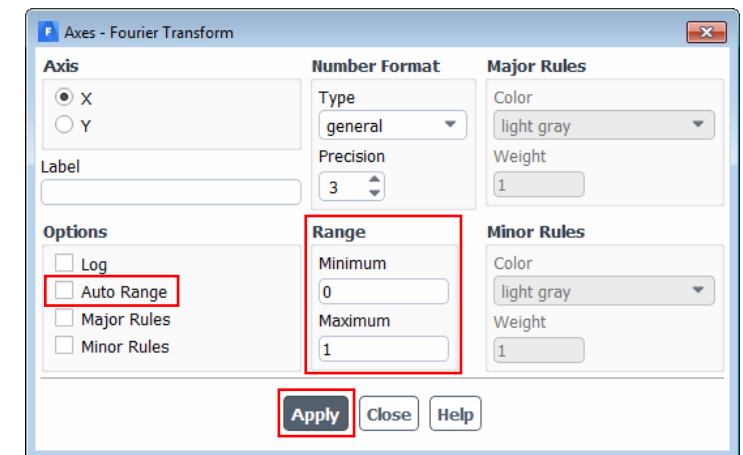 F Axes - Fourier Transform
Axis
X
Y
Label
Number Format
Type
general
Precision
3
Major Rules
Color
light gray
Weight
1
Options
Log
Auto Range
Major Rules
Minor Rules
Range
Minimum
0
Maximum
1
Minor Rules
Color
light gray
Weight
1
Apply Close Help